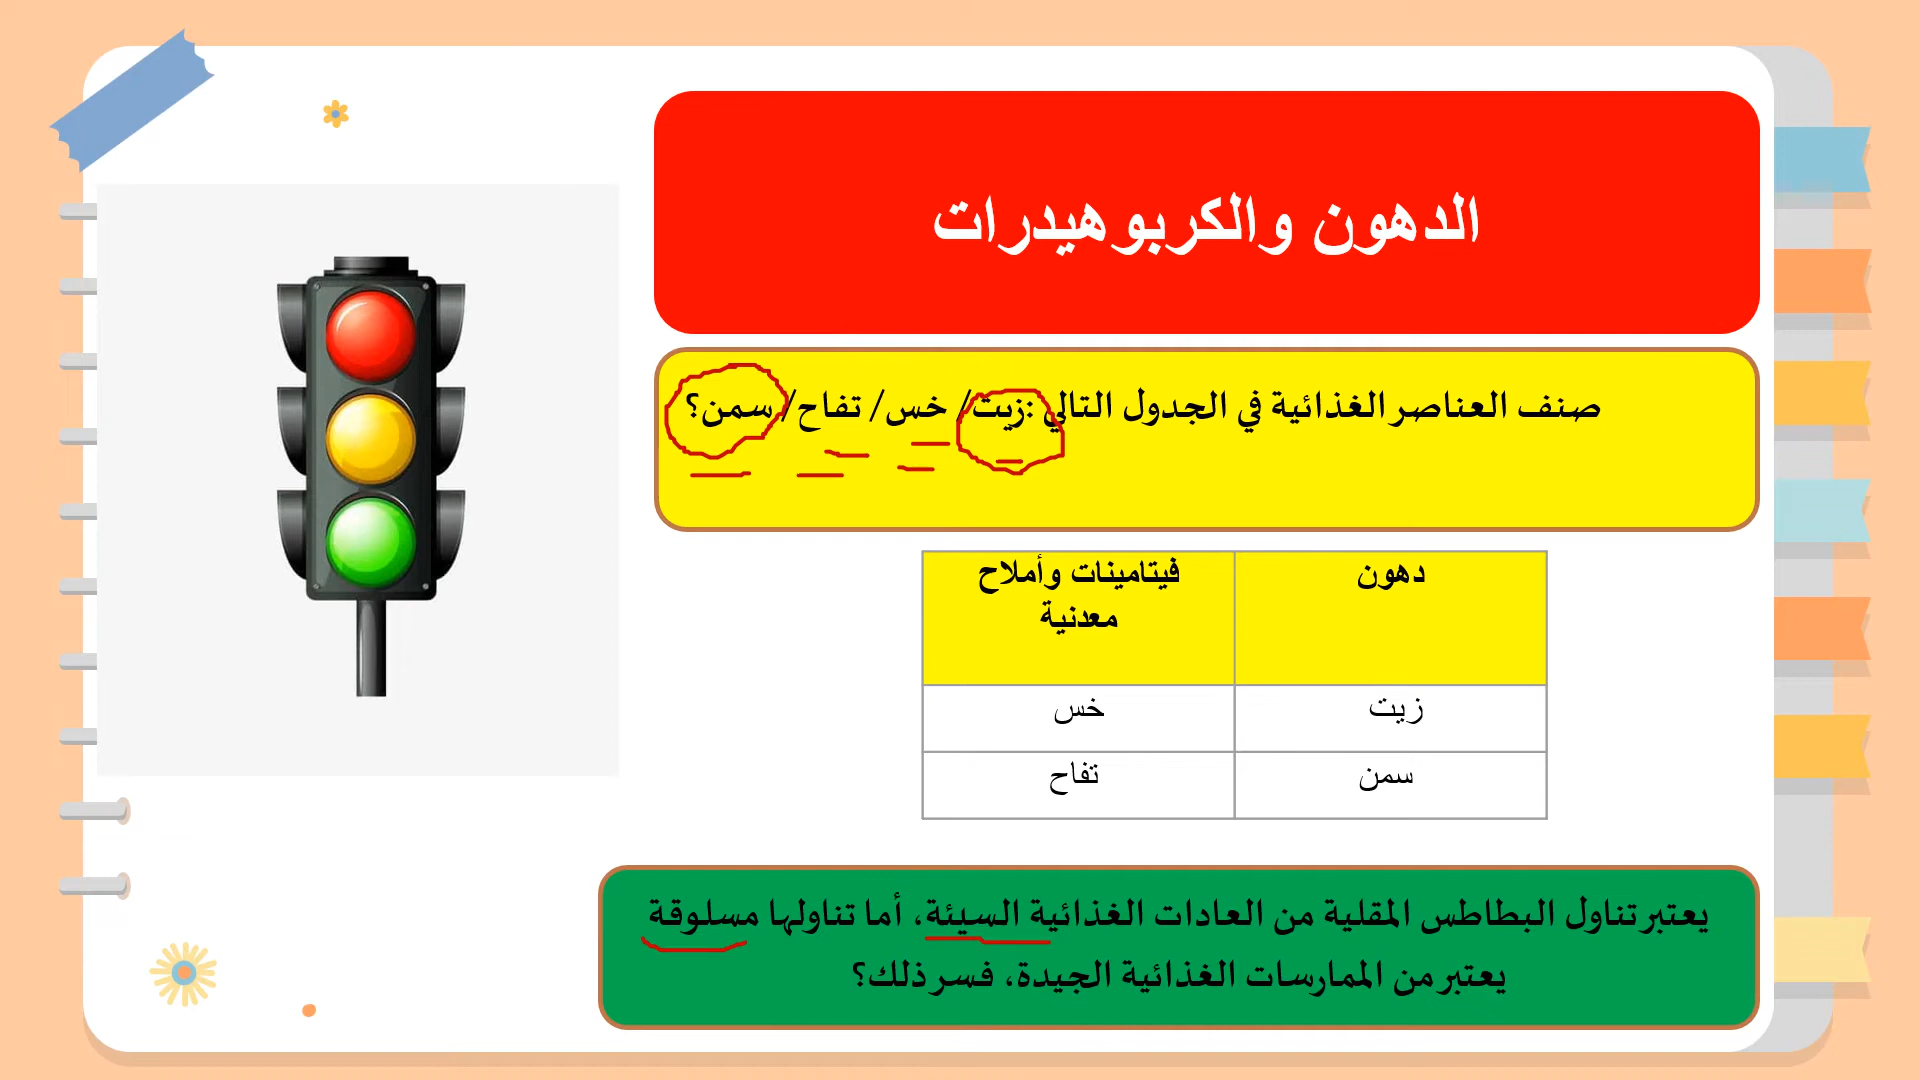 الدهون والكربوهيدرات
صنف العناصر الغذائية في الجدول التالي :زيت/ خس/ تفاح/ سمن؟
دهون
فيتامينات وأملاح
معدنية
زيت
خس
سمن
تفاح
يعتبر تناول البطاطس المقلية من العادات الغذائية السيئة، أما تناولها مسلوقة
يعتبر من الممارسات الغذائية الجيدة، فسر ذلك؟